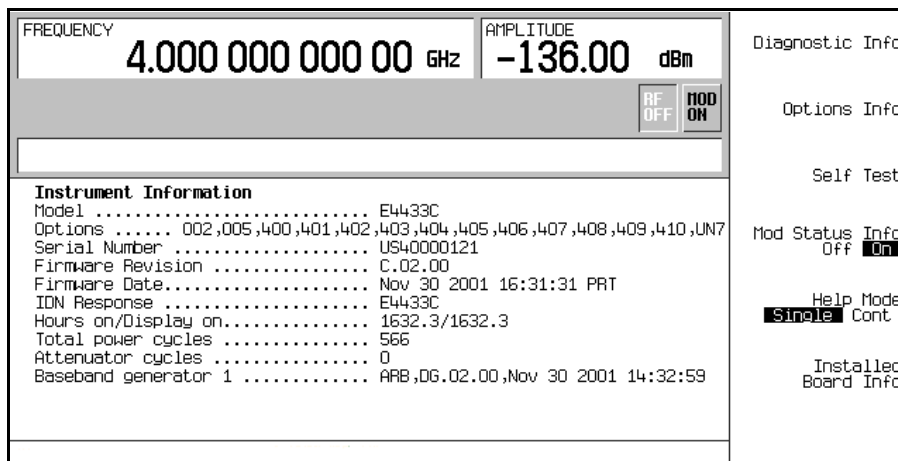 FREQUENCY
4.000 000 000 00 GHz
AMPLITUDE
-136.00 dBm
RF OFF
MOD ON
Instrument Information
Model ............................ E4433C
Options ...... 002,005,400,401,402,403,404,405,406,407,408,409,410,UN7
Serial Number .................... US40000121
Firmware Revision ................ C.02.00
Firmware Date..................... Nov 30 2001 16:31:31 PRT
IDN Response ..................... E4433C
Hours on/Display on............... 1632.3/1632.3
Total power cycles ............... 566
Attenuator cycles ................ 0
Baseband generator 1 ............. ARB,DG.02.00,Nov 30 2001 14:32:59
Diagnostic Info
Options Info
Self Test
Mod Status Info
Off On
Help Mode
Single Cont
Installed
Board Info